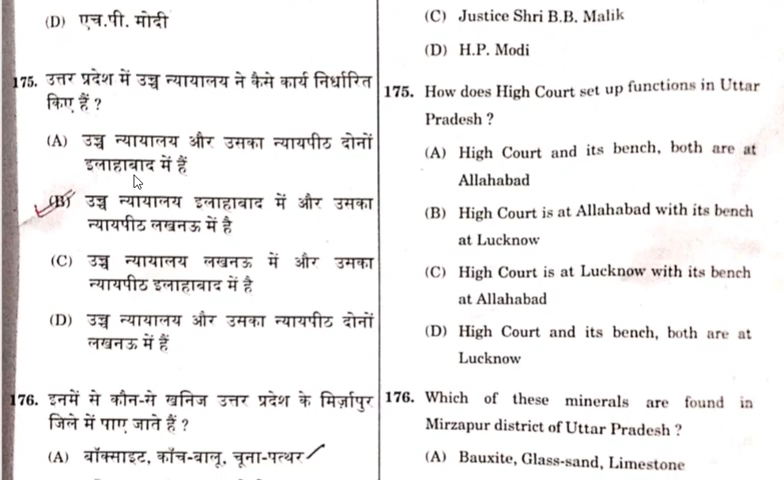 (D) एच.पी. मोदी
175. उत्तर प्रदेश में उच्च न्यायालय ने कैसे कार्य निर्धारित
किए हैं ?
(A) उच्च न्यायालय और उसका न्यायपीठ दोनों
इलाहाबाद में हैं
(B) उच्च न्यायालय इलाहाबाद में और उसका
न्यायपीठ लखनऊ में है
(C) उच्च न्यायालय लखनऊ में और उसका
न्यायपीठ इलाहाबाद में है
(D) उच्च न्यायालय और उसका न्यायपीठ दोनों
लखनऊ में हैं
176. इनमें से कौन-से खनिज उत्तर प्रदेश के मिर्ज़ापुर
जिले में पाए जाते हैं ?
(A) बॉक्साइट, काँच-बालू, चूना-पत्थर
(C) Justice Shri B.B. Malik
(D) H.P. Modi
175. How does High Court set up functions in Uttar
Pradesh ?
(A) High Court and its bench, both are at
Allahabad
(B) High Court is at Allahabad with its bench
at Lucknow
(C) High Court is at Lucknow with its bench
at Allahabad
(D) High Court and its bench, both are at
Lucknow
176. Which of these minerals are found in
Mirzapur district of Uttar Pradesh ?
(A) Bauxite, Glass-sand, Limestone